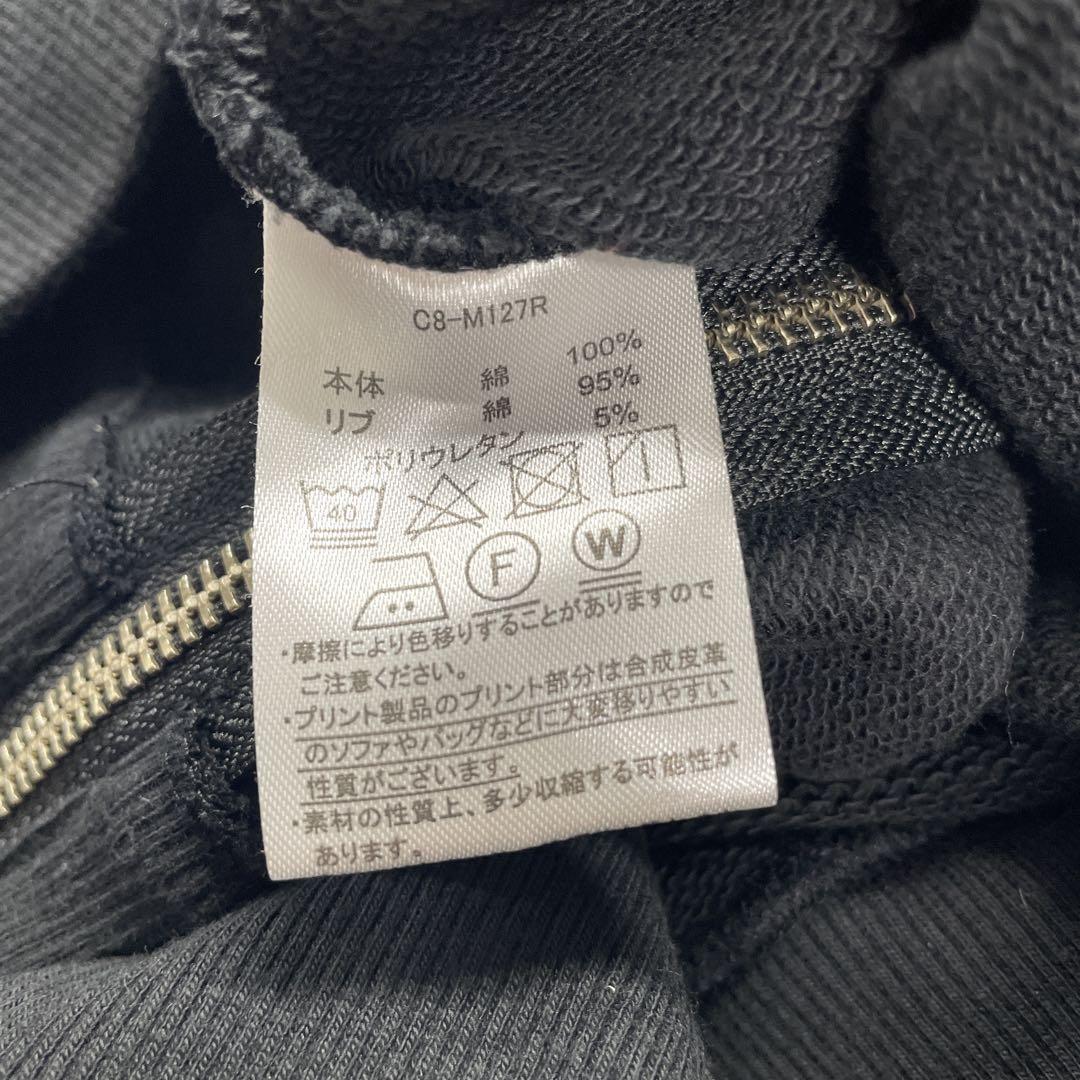 C8-M127R
本体 綿 100%
リブ 綿 95%
ポリウレタン 5%
40
F W
・摩擦により色移りすることがありますので
ご注意ください。
・プリント製品のプリント部分は合成皮革
のソファやバッグなどに大変移りやすい
性質がございます。
・素材の性質上、多少収縮する可能性が
あります。